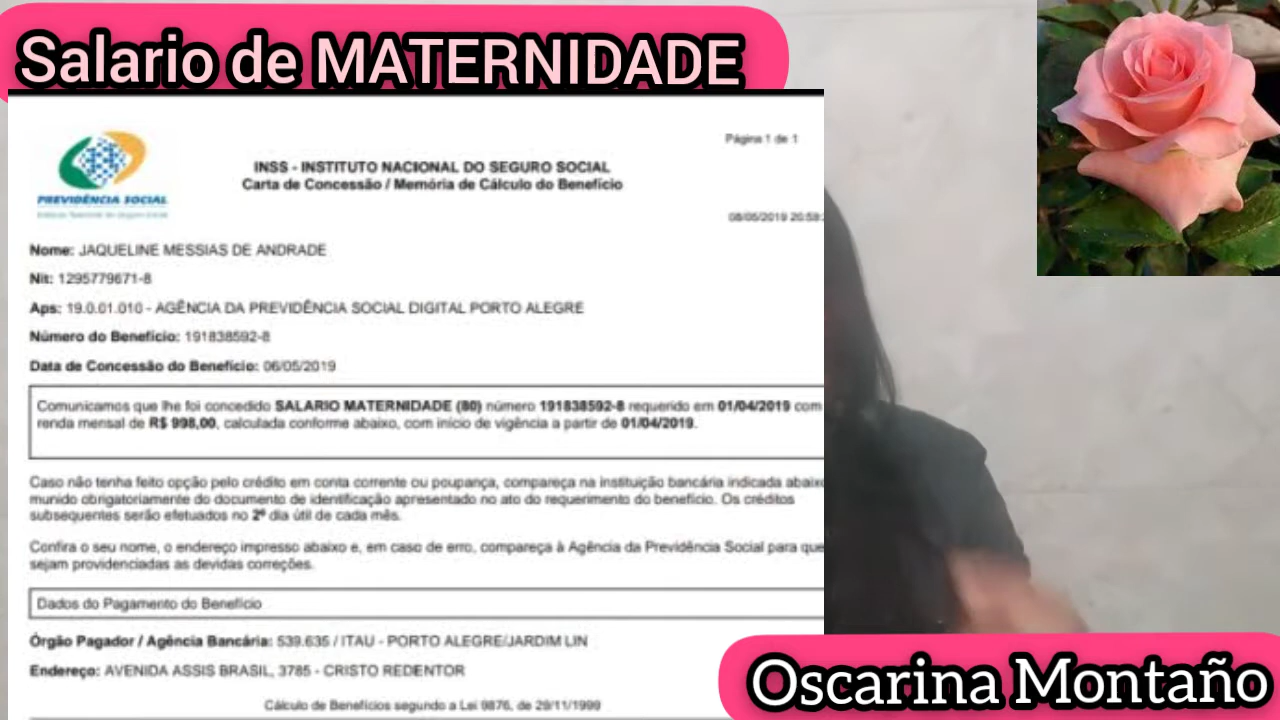 Salario de MATERNIDADE
Página 1 de 1
INSS - INSTITUTO NACIONAL DO SEGURO SOCIAL
Carta de Concessão / Memória de Cálculo do Benefício
PREVIDÊNCIA SOCIAL
Instituto Nacional do Seguro Social
08/05/2019 20:59:
Nome: JAQUELINE MESSIAS DE ANDRADE
Nit: 1295779671-8
Aps: 19.0.01.010 - AGÊNCIA DA PREVIDÊNCIA SOCIAL DIGITAL PORTO ALEGRE
Número do Benefício: 191838592-8
Data de Concessão do Benefício: 06/05/2019
Comunicamos que lhe foi concedido SALARIO MATERNIDADE (80) número 191838592-8 requerido em 01/04/2019 com
renda mensal de R$ 998,00, calculada conforme abaixo, com início de vigência a partir de 01/04/2019.
Caso não tenha feito opção pelo crédito em conta corrente ou poupança, compareça na instituição bancária indicada abaixo
munido obrigatoriamente do documento de identificação apresentado no ato do requerimento do benefício. Os créditos
subsequentes serão efetuados no 2º dia útil de cada mês.
Confira o seu nome, o endereço impresso abaixo e, em caso de erro, compareça à Agência da Previdência Social para que
sejam providenciadas as devidas correções.
Dados do Pagamento do Benefício
Órgão Pagador / Agência Bancária: 539.635 / ITAU - PORTO ALEGRE/JARDIM LIN
Endereço: AVENIDA ASSIS BRASIL, 3785 - CRISTO REDENTOR
Cálculo de Benefícios segundo a Lei 9876, de 29/11/1999
Oscarina Montaño